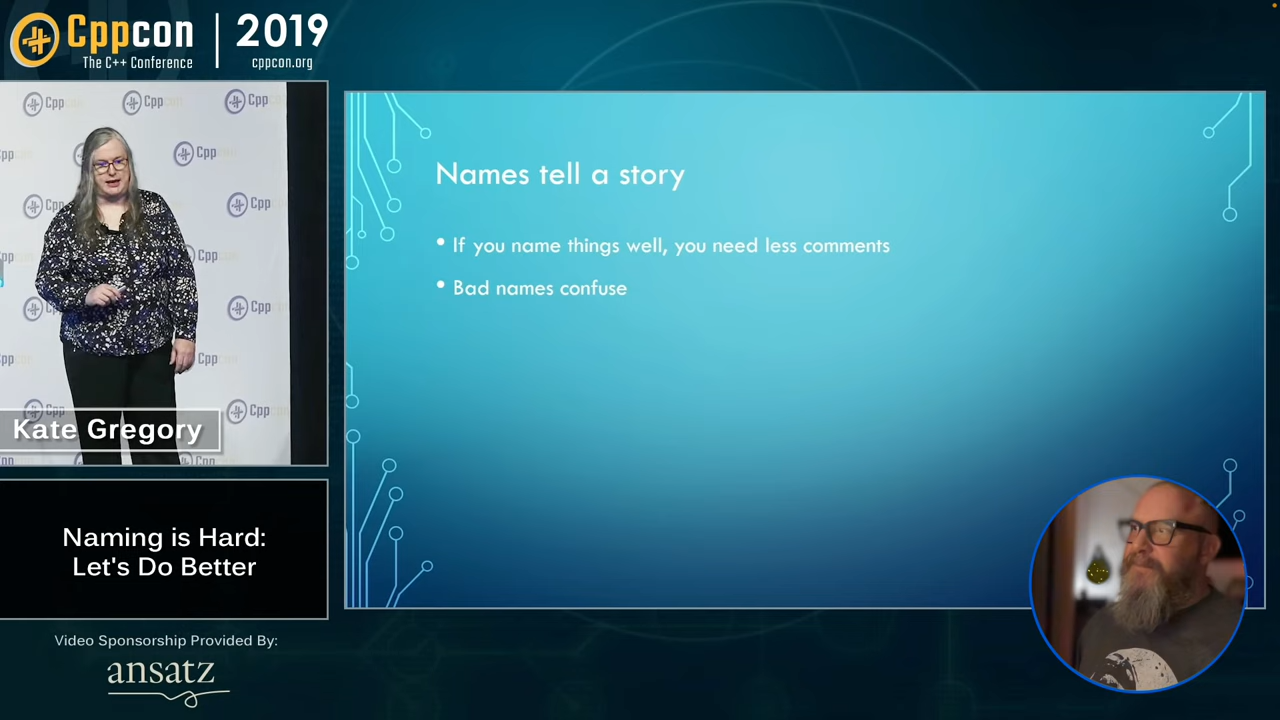 Cppcon
The C++ Conference
2019
cppcon.org
Kate Gregory
Naming is Hard:
Let's Do Better
Video Sponsorship Provided By:
ansatz
Names tell a story
• If you name things well, you need less comments
• Bad names confuse